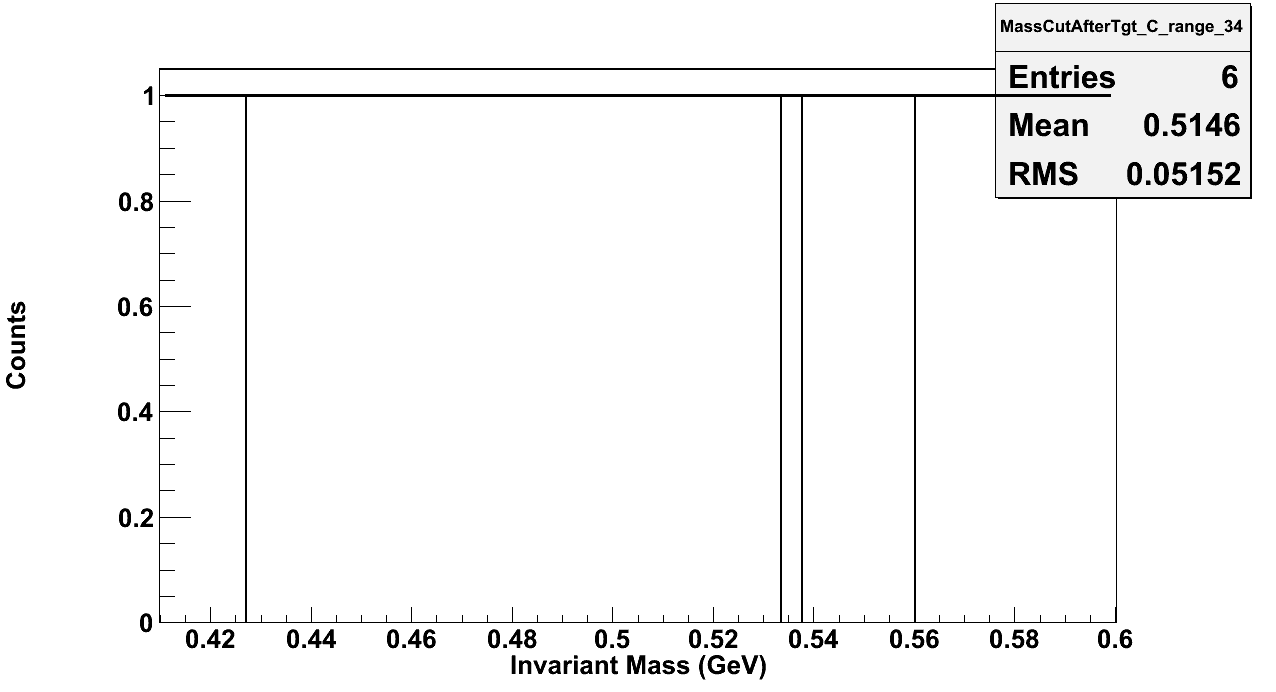 MassCutAfterTgt_C_range_34
Entries 6
Mean 0.5146
RMS 0.05152
1
0.8
0.6
0.4
0.2
0
Counts
0.42 0.44 0.46 0.48 0.5 0.52 0.54 0.56 0.58 0.6
Invariant Mass (GeV)